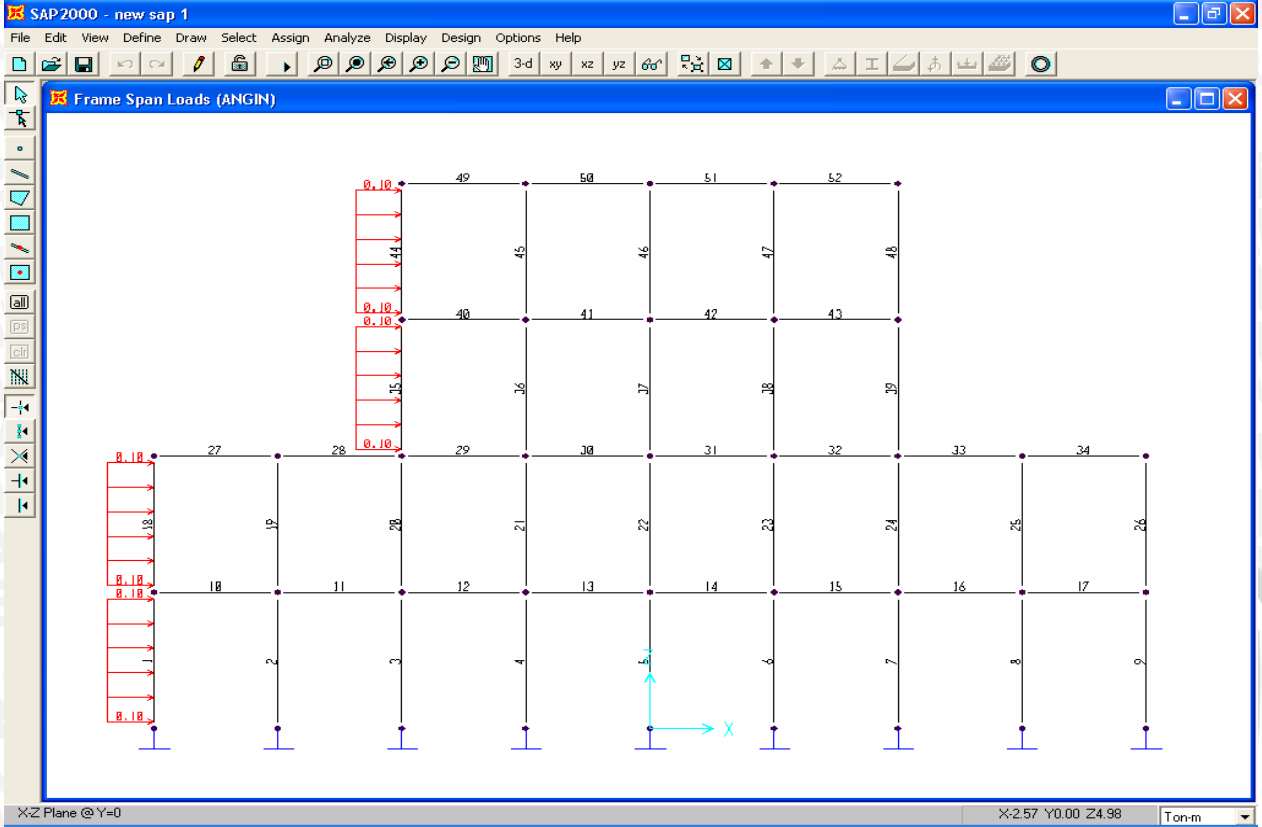 SAP2000 - new sap 1
File Edit View Define Draw Select Assign Analyze Display Design Options Help
3-d xy xz yz
Frame Span Loads (ANGIN)
all
ps
clr
0.10 49 50 51 52
44 45 46 47 48
0.10
0.10 40 41 42 43
35 36 37 38 39
0.10
0.10 27 28 29 30 31 32 33 34
18 19 20 21 22 23 24 25 26
0.10
0.10 10 11 12 13 14 15 16 17
1 2 3 4 5 6 7 8 9
0.10
X
X-Z Plane @ Y=0 X-2.57 Y0.00 Z4.98 Ton-m